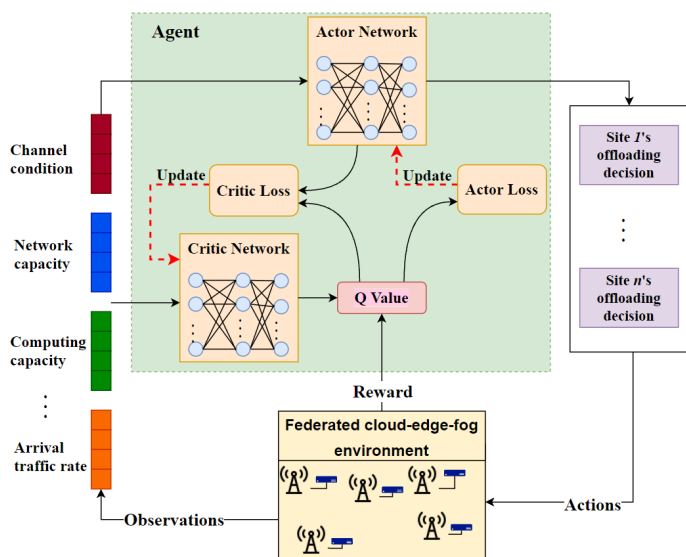 Agent
Actor Network
Channel
condition
Network
capacity
Computing
capacity
Arrival
traffic rate
Update
Critic Loss
Update
Actor Loss
Critic Network
Q Value
Site 1's
offloading
decision
Site n's
offloading
decision
Reward
Federated cloud-edge-fog
environment
Observations
Actions